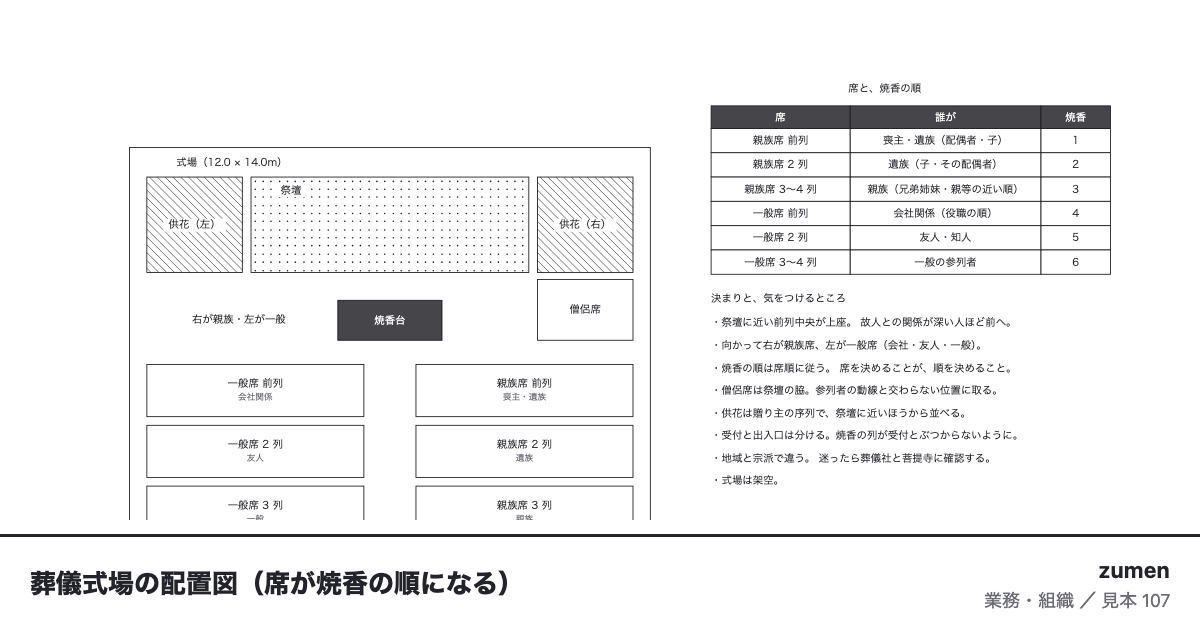 式場（12.0 × 14.0m）
供花（左）
祭壇
供花（右）
僧侶席
右が親族・左が一般
焼香台
一般席 前列
会社関係
親族席 前列
喪主・遺族
一般席 2 列
友人
親族席 2 列
遺族
一般席 3 列
一般
親族席 3 列
親族
席と、焼香の順
席 誰が 焼香
親族席 前列 喪主・遺族（配偶者・子） 1
親族席 2 列 遺族（子・その配偶者） 2
親族席 3〜4 列 親族（兄弟姉妹・親等の近い順） 3
一般席 前列 会社関係（役職の順） 4
一般席 2 列 友人・知人 5
一般席 3〜4 列 一般の参列者 6
決まりと、気をつけるところ
・祭壇に近い前列中央が上座。 故人との関係が深い人ほど前へ。
・向かって右が親族席、左が一般席（会社・友人・一般）。
・焼香の順は席順に従う。 席を決めることが、順を決めること。
・僧侶席は祭壇の脇。参列者の動線と交わらない位置に取る。
・供花は贈り主の序列で、祭壇に近いほうから並べる。
・受付と出入口は分ける。焼香の列が受付とぶつからないように。
・地域と宗派で違う。 迷ったら葬儀社と菩提寺に確認する。
・式場は架空。
葬儀式場の配置図（席が焼香の順になる）
zumen
業務・組織 ／ 見本 107